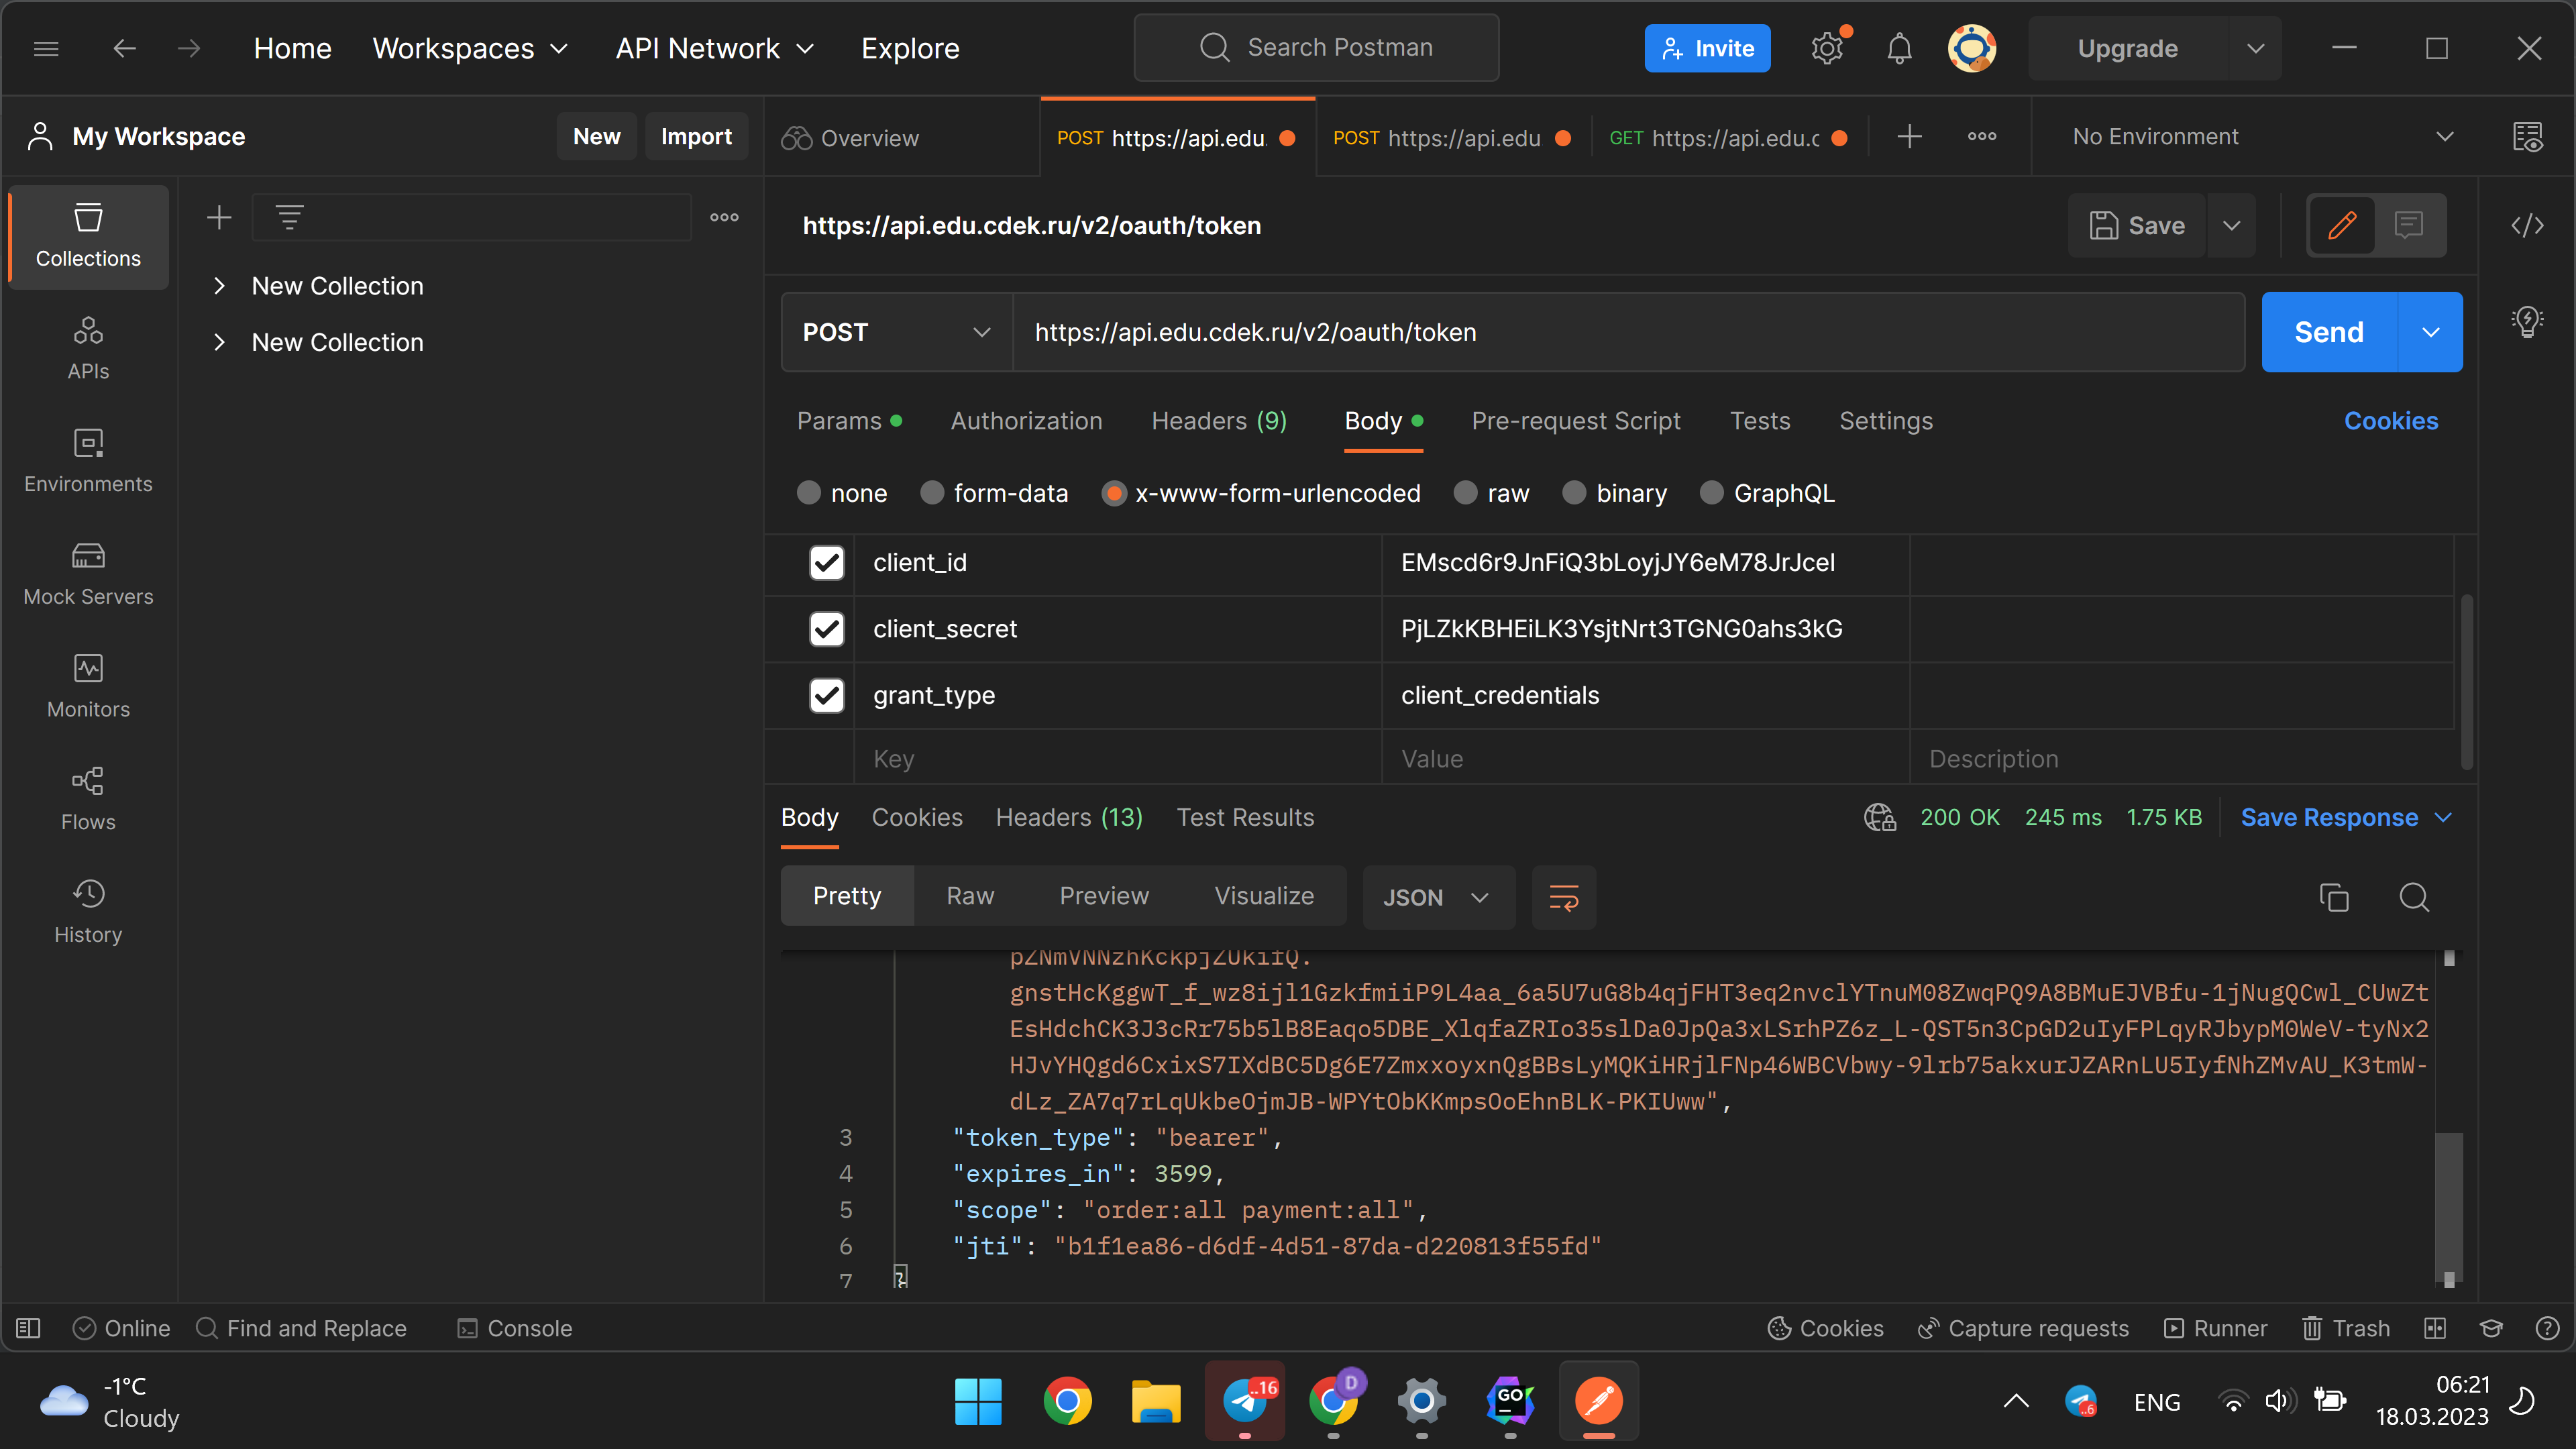 Home
Workspaces
API Network
Explore
Search Postman
Invite
Upgrade
My Workspace
New
Import
Overview
POST https://api.edu.
POST https://api.edu
GET https://api.edu.c
No Environment
Collections
APIs
Environments
Mock Servers
Monitors
Flows
History
New Collection
New Collection
https://api.edu.cdek.ru/v2/oauth/token
Save
POST
https://api.edu.cdek.ru/v2/oauth/token
Send
Params
Authorization
Headers (9)
Body
Pre-request Script
Tests
Settings
Cookies
none
form-data
x-www-form-urlencoded
raw
binary
GraphQL
client_id EMscd6r9JnFiQ3bLoyjJY6eM78JrJceI
client_secret PjLZkKBHEiLK3YsjtNrt3TGNG0ahs3kG
grant_type client_credentials
Key Value Description
Body
Cookies
Headers (13)
Test Results
200 OK 245 ms 1.75 KB
Save Response
Pretty
Raw
Preview
Visualize
JSON
pZNmVNNzhKckpjZUkifQ.
gnstHcKggwT_f_wz8ijl1GzkfmiiP9L4aa_6a5U7uG8b4qjFHT3eq2nvclYTnuM08ZwqPQ9A8BMuEJVBfu-1jNugQCwl_CUwZt
EsHdchCK3J3cRr75b5lB8Eaqo5DBE_XlqfaZRIo35slDa0JpQa3xLSrhPZ6z_L-QST5n3CpGD2uIyFPLqyRJbypM0WeV-tyNx2
HJvYHQgd6CxixS7IXdBC5Dg6E7ZmxxoyxnQgBBsLyMQKiHRjlFNp46WBCVbwy-9lrb75akxurJZARnLU5IyfNhZMvAU_K3tmW-
dLz_ZA7q7rLqUkbeOjmJB-WPYtObKKmpsOoEhnBLK-PKIUww",
3 "token_type": "bearer",
4 "expires_in": 3599,
5 "scope": "order:all payment:all",
6 "jti": "b1f1ea86-d6df-4d51-87da-d220813f55fd"
7 }
Online
Find and Replace
Console
Cookies
Capture requests
Runner
Trash
-1°C
Cloudy
..16
D
GO
..6
ENG
06:21
18.03.2023